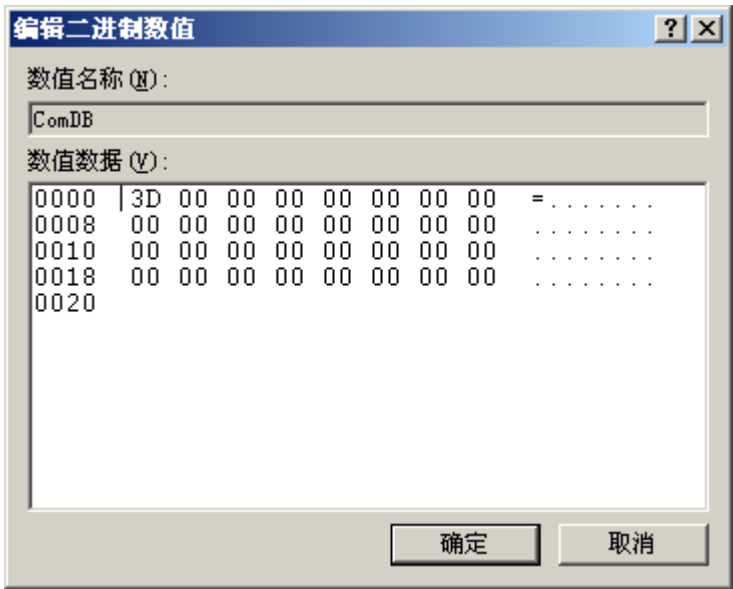 编辑二进制数值
数值名称(N):
ComDB
数值数据(V):
0000 3D 00 00 00 00 00 00 00 =.......
0008 00 00 00 00 00 00 00 00 ........
0010 00 00 00 00 00 00 00 00 ........
0018 00 00 00 00 00 00 00 00 ........
0020
确定 取消